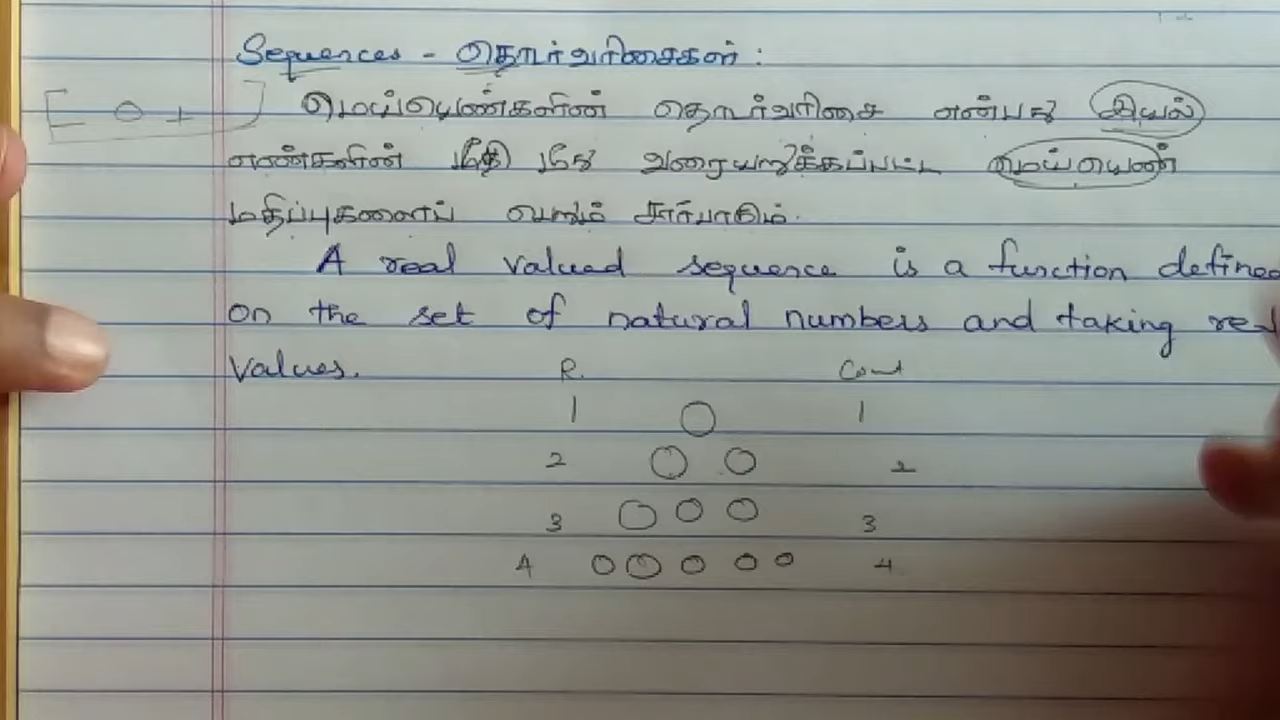 Sequences - தொடர்வரிசைகள் :
[ - 0 + ] மெய்யெண்களின் தொடர்வரிசை என்பது இயல்
எண்களின் மீது வரையறுக்கப்பட்ட மெய்யெண்
மதிப்புகளைப் பெறும் சார்பாகும்.
A real valued sequence is a function defined
on the set of natural numbers and taking real
values. R. Count
1 1
2 2
3 3
4 4